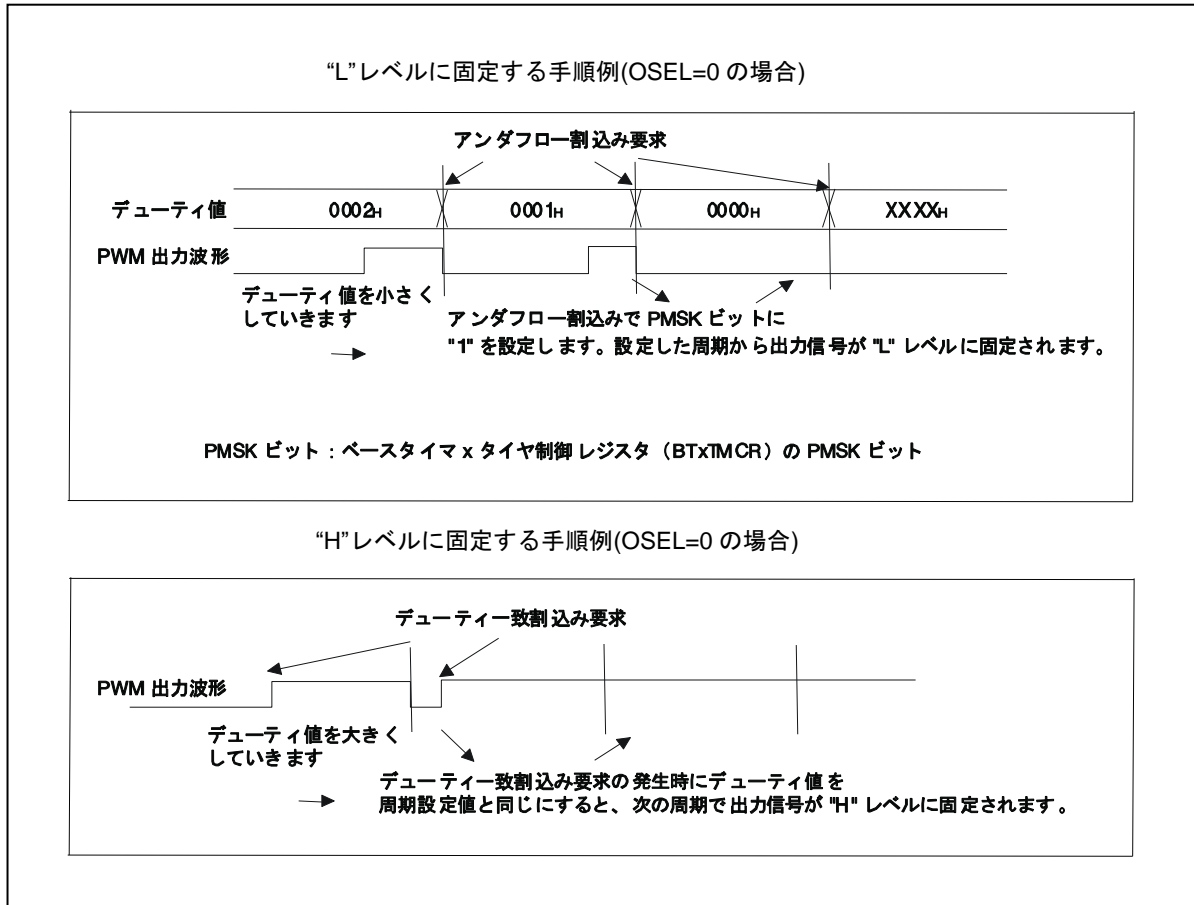 “L”レベルに固定する手順例(OSEL=0 の場合)
アンダフロー割込み要求
デューティ値 0002H 0001H 0000H XXXXH
PWM 出力波形
デューティ値を小さく
していきます
アンダフロー割込みで PMSK ビットに
"1" を設定します。設定した周期から出力信号が "L" レベルに固定されます。
PMSK ビット：ベースタイマ x タイヤ制御レジスタ（BTxTMCR）の PMSK ビット
“H”レベルに固定する手順例(OSEL=0 の場合)
デューティ一致割込み要求
PWM 出力波形
デューティ値を大きく
していきます
デューティ一致割込み要求の発生時にデューティ値を
周期設定値と同じにすると、次の周期で出力信号が "H" レベルに固定されます。